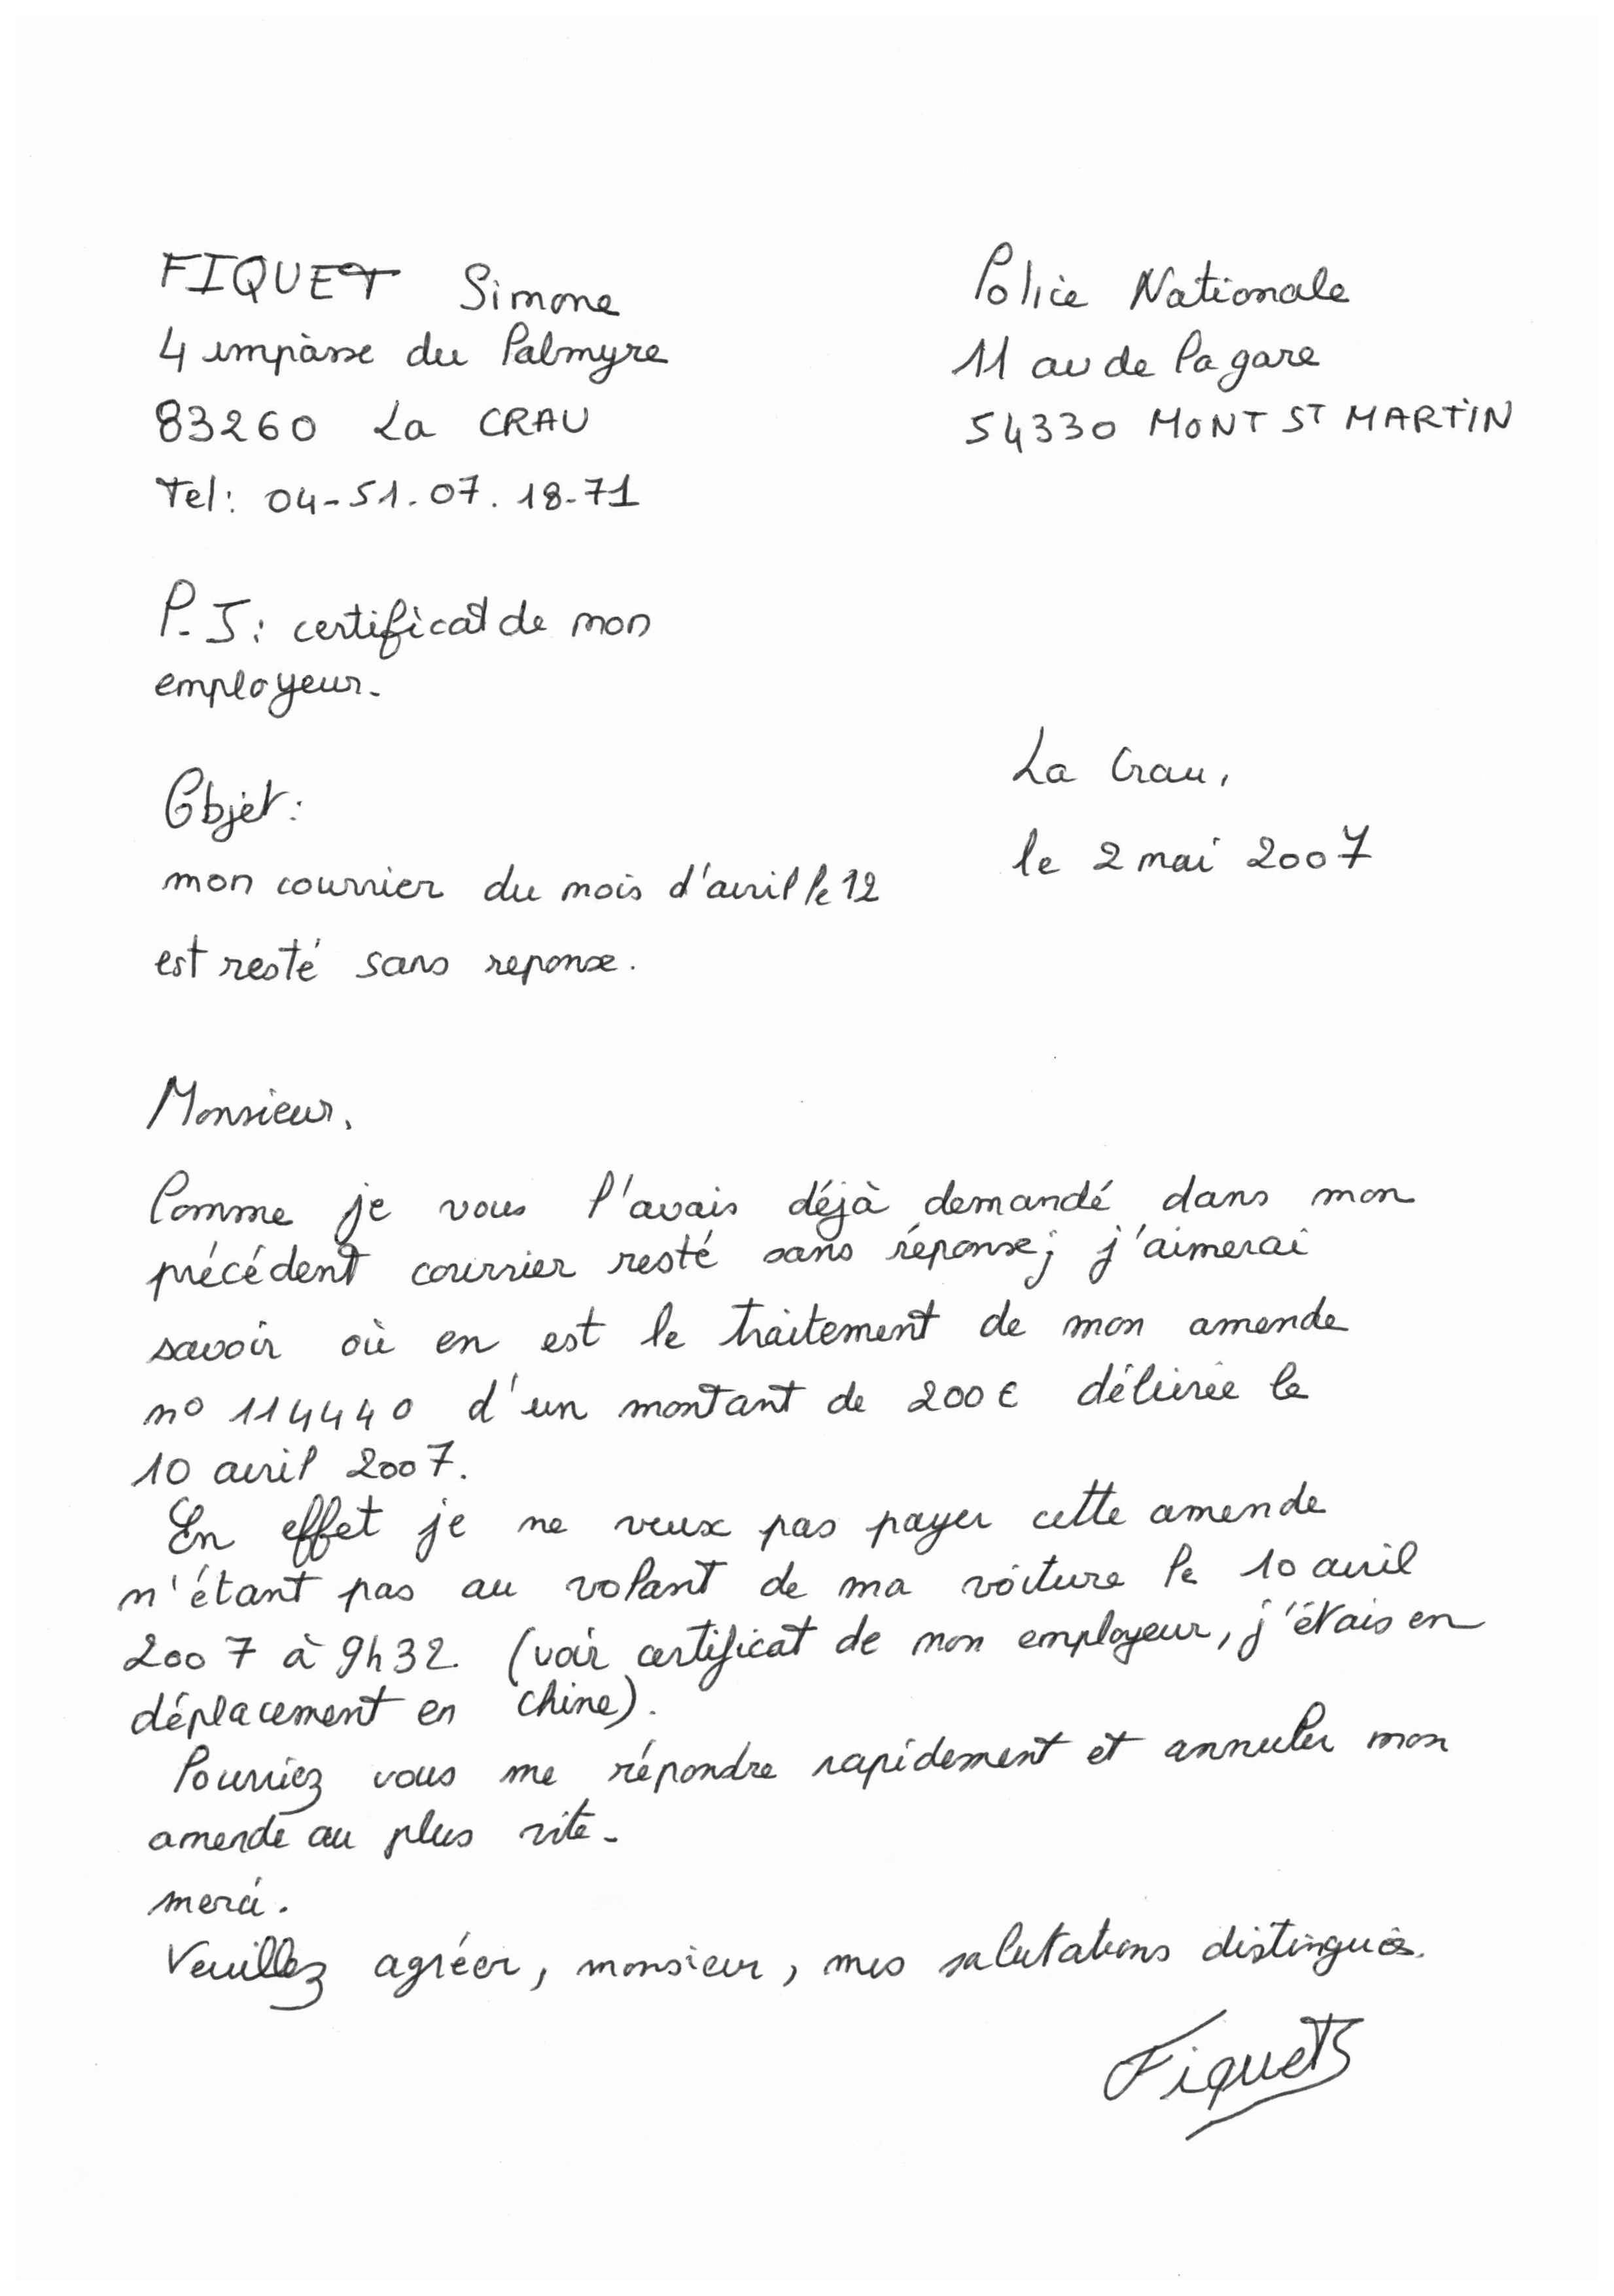 FIQUET Simone
4 impasse du Palmyre
83260 La CRAU
Tel: 04-51.07.18-71
Police Nationale
11 av de la gare
54330 MONT ST MARTIN
P.J: certificat de mon
employeur.
La Crau,
le 2 mai 2007
Objet:
mon courrier du mois d'avril le 12
est resté sans reponse.
Monsieur,
Comme je vous l'avais déjà demandé dans mon
précédent courrier resté sans réponse; j'aimerai
savoir où en est le traitement de mon amende
n° 114440 d'un montant de 200€ délivrée le
10 avril 2007.
En effet je ne veux pas payer cette amende
n'étant pas au volant de ma voiture le 10 avril
2007 à 9h32. (voir certificat de mon employeur, j'étais en
déplacement en chine).
Pourriez vous me répondre rapidement et annuler mon
amende au plus vite.
merci.
Veuillez agréer, monsieur, mes salutations distingués.
Fiquet S